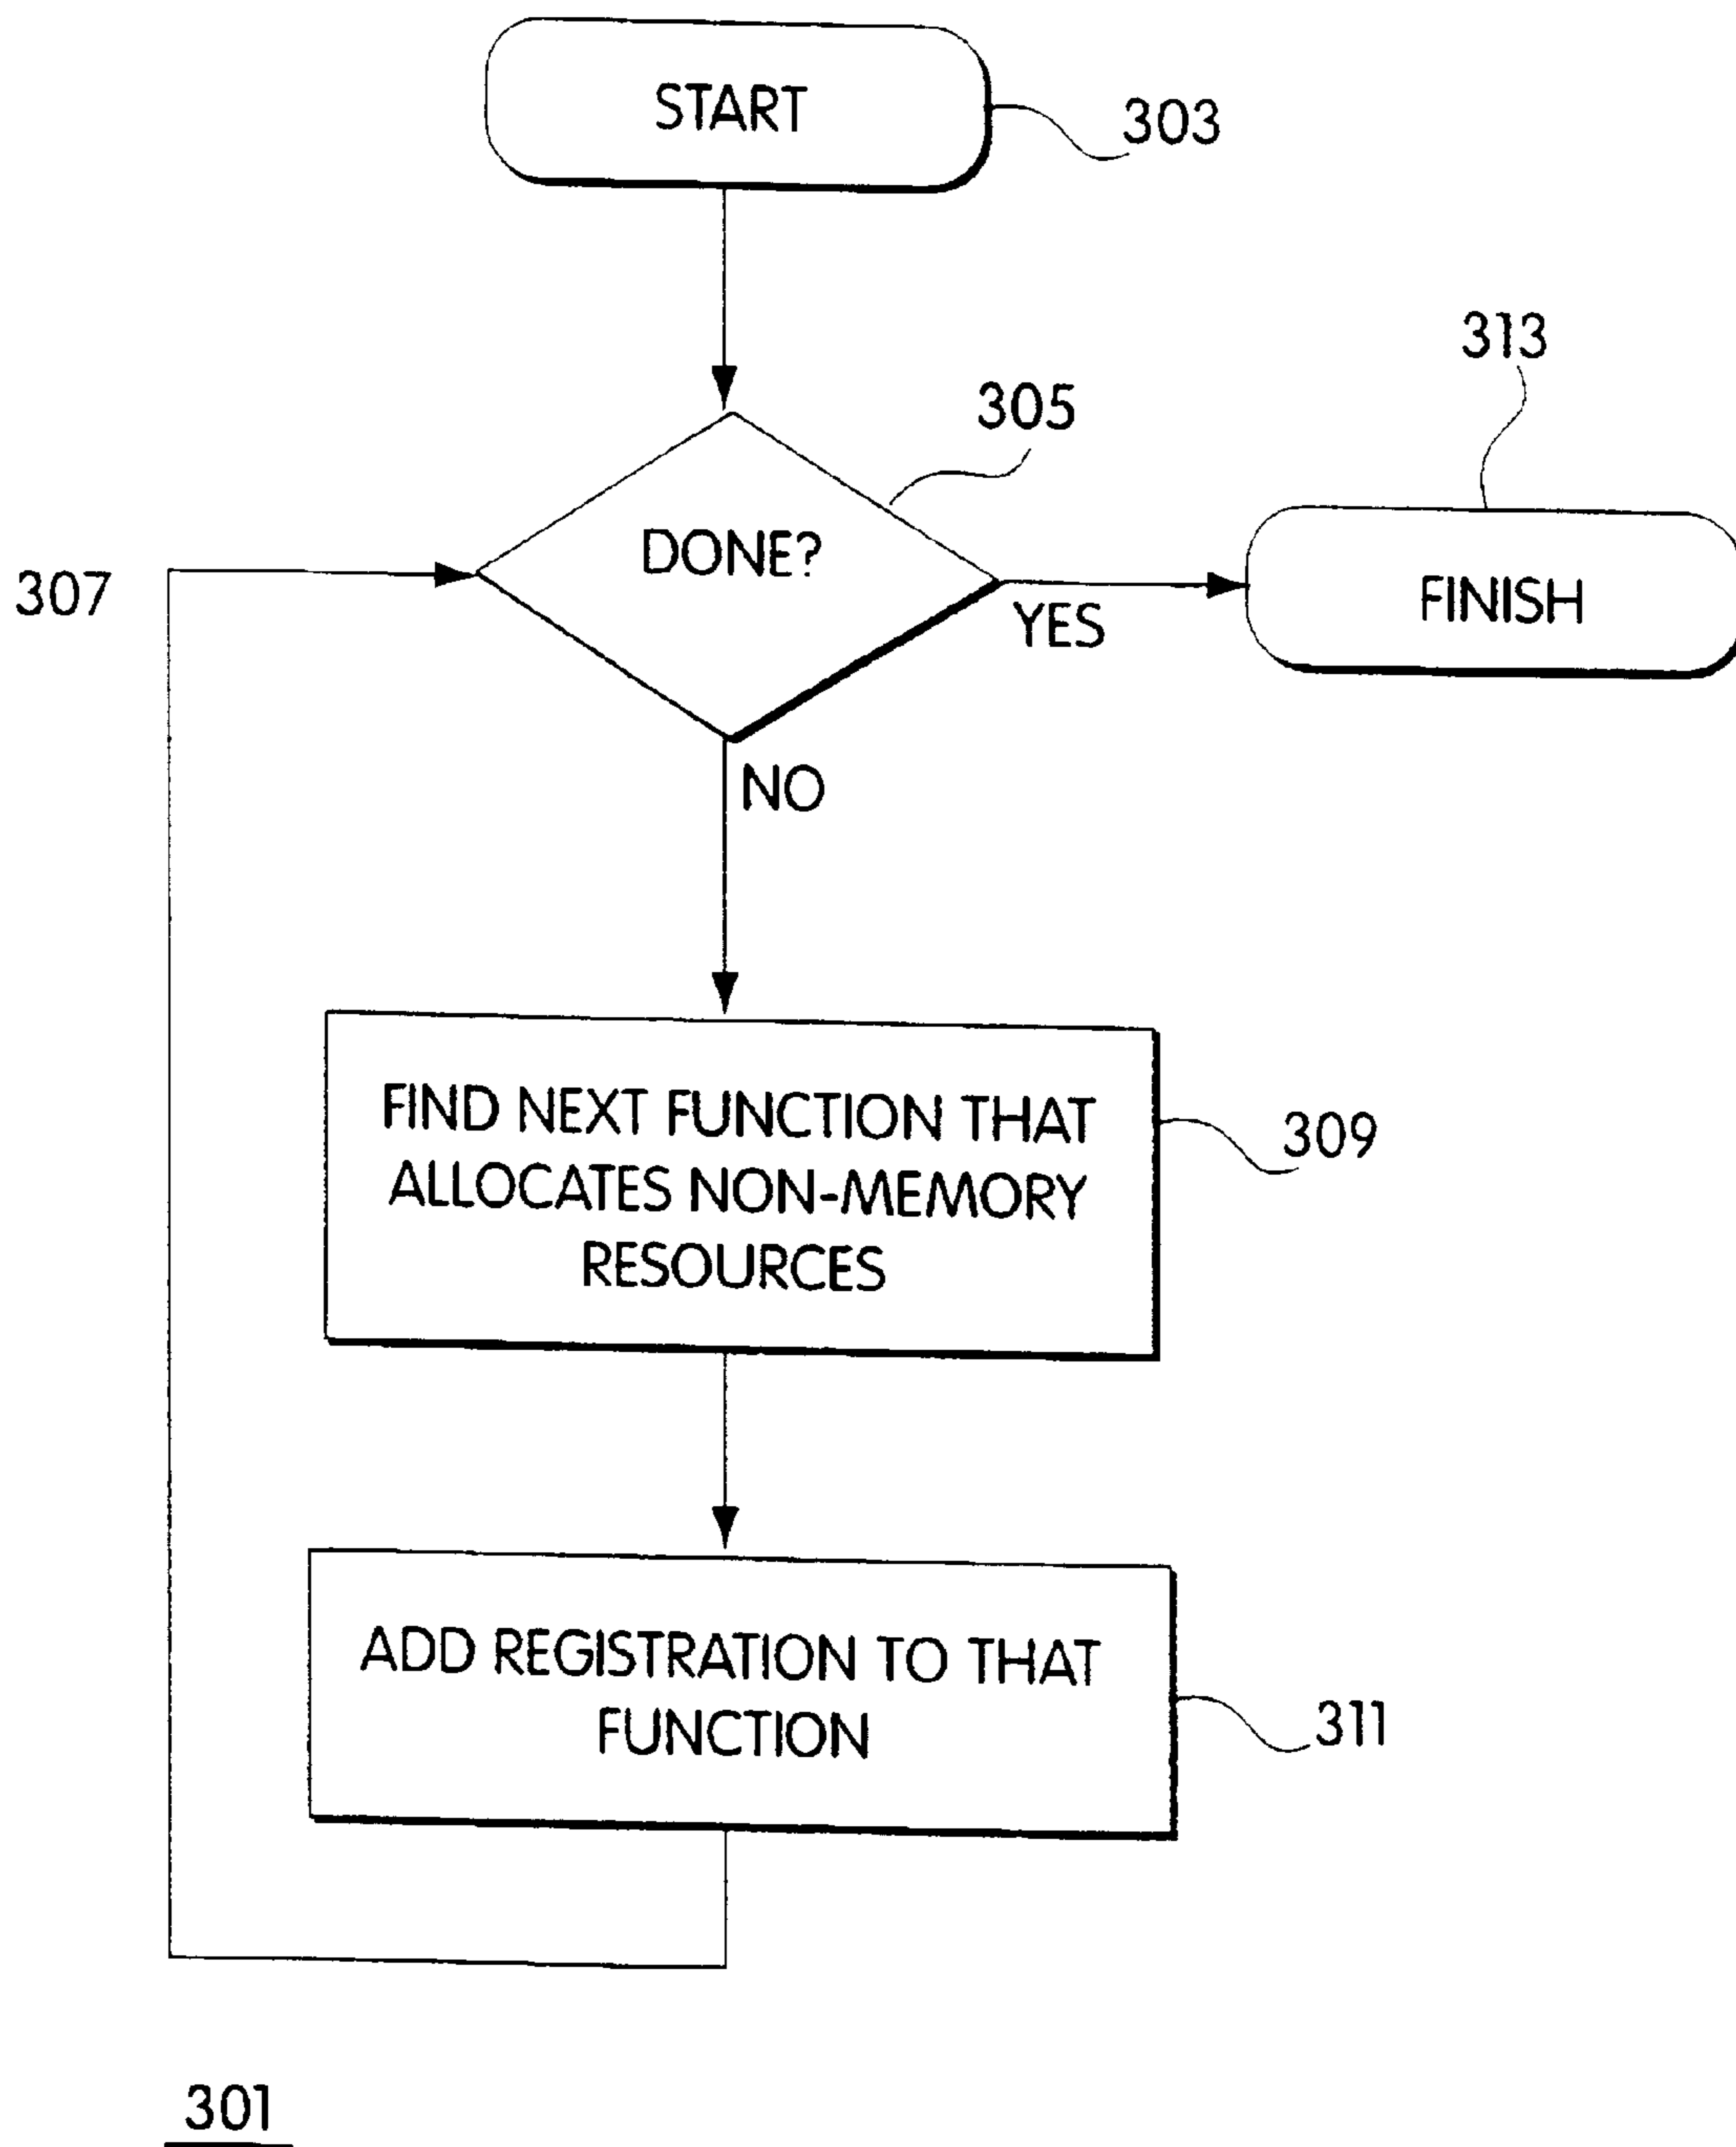 START
303
313
305
DONE?
307
FINISH
YES
NO
FIND NEXT FUNCTION THAT
ALLOCATES NON-MEMORY
RESOURCES
309
ADD REGISTRATION TO THAT
FUNCTION
311
301